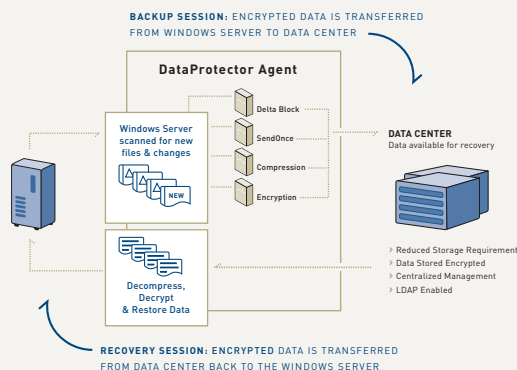 BACKUP SESSION: ENCRYPTED DATA IS TRANSFERRED
FROM WINDOWS SERVER TO DATA CENTER
DataProtector Agent
Windows Server
scanned for new
files & changes
NEW
Delta Block
SendOnce
Compression
Encryption
DATA CENTER
Data available for recovery
> Reduced Storage Requirement
> Data Stored Encrypted
> Centralized Management
> LDAP Enabled
Decompress,
Decrypt
& Restore Data
RECOVERY SESSION: ENCRYPTED DATA IS TRANSFERRED
FROM DATA CENTER BACK TO THE WINDOWS SERVER